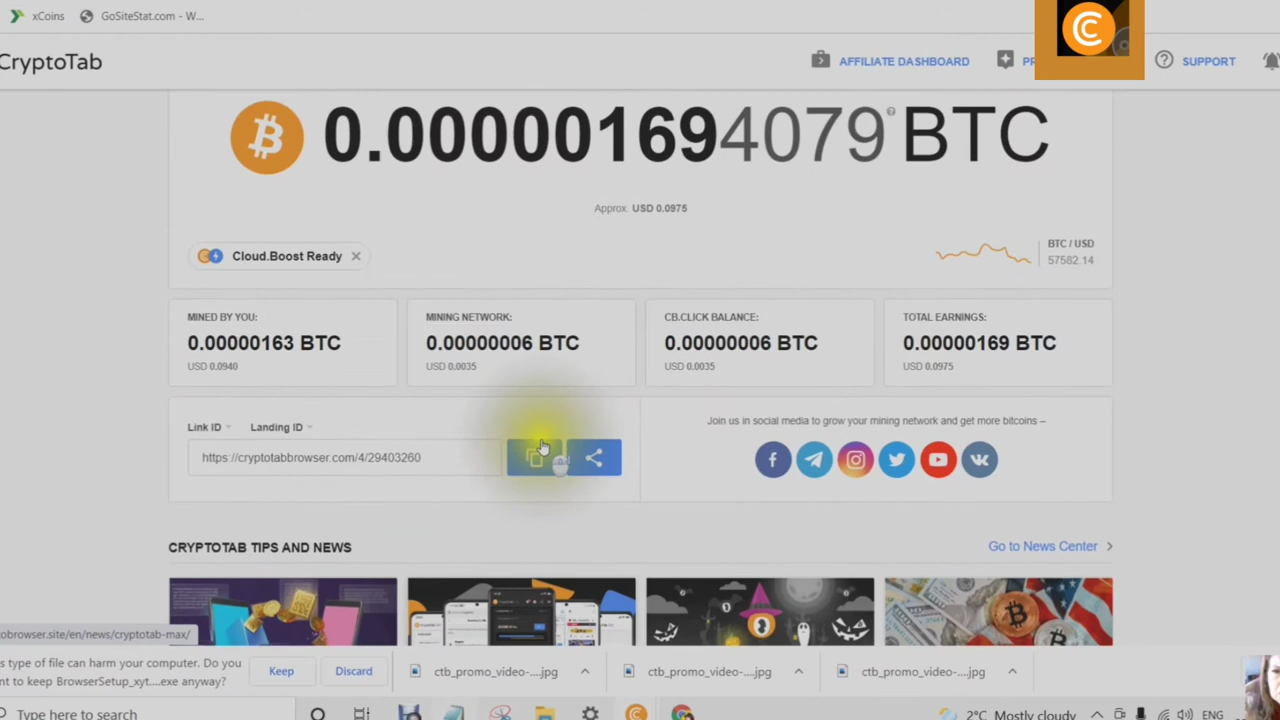 xCoins GoSiteStat.com - W...
CryptoTab AFFILIATE DASHBOARD SUPPORT
0.000001694079 BTC
Approx. USD 0.0975
Cloud.Boost Ready
BTC / USD
57582.14
MINED BY YOU: MINING NETWORK: CB.CLICK BALANCE: TOTAL EARNINGS:
0.00000163 BTC 0.00000006 BTC 0.00000006 BTC 0.00000169 BTC
USD 0.0940 USD 0.0035 USD 0.0035 USD 0.0975
Link ID Landing ID
Join us in social media to grow your mining network and get more bitcoins –
https://cryptotabbrowser.com/4/29403260
CRYPTOTAB TIPS AND NEWS Go to News Center
obrowser.site/en/news/cryptotab-max/
s type of file can harm your computer. Do you
nt to keep BrowserSetup_xyt....exe anyway?
Keep Discard ctb_promo_video-....jpg ctb_promo_video-....jpg ctb_promo_video-....jpg
Type here to search 2°C Mostly cloudy ENG